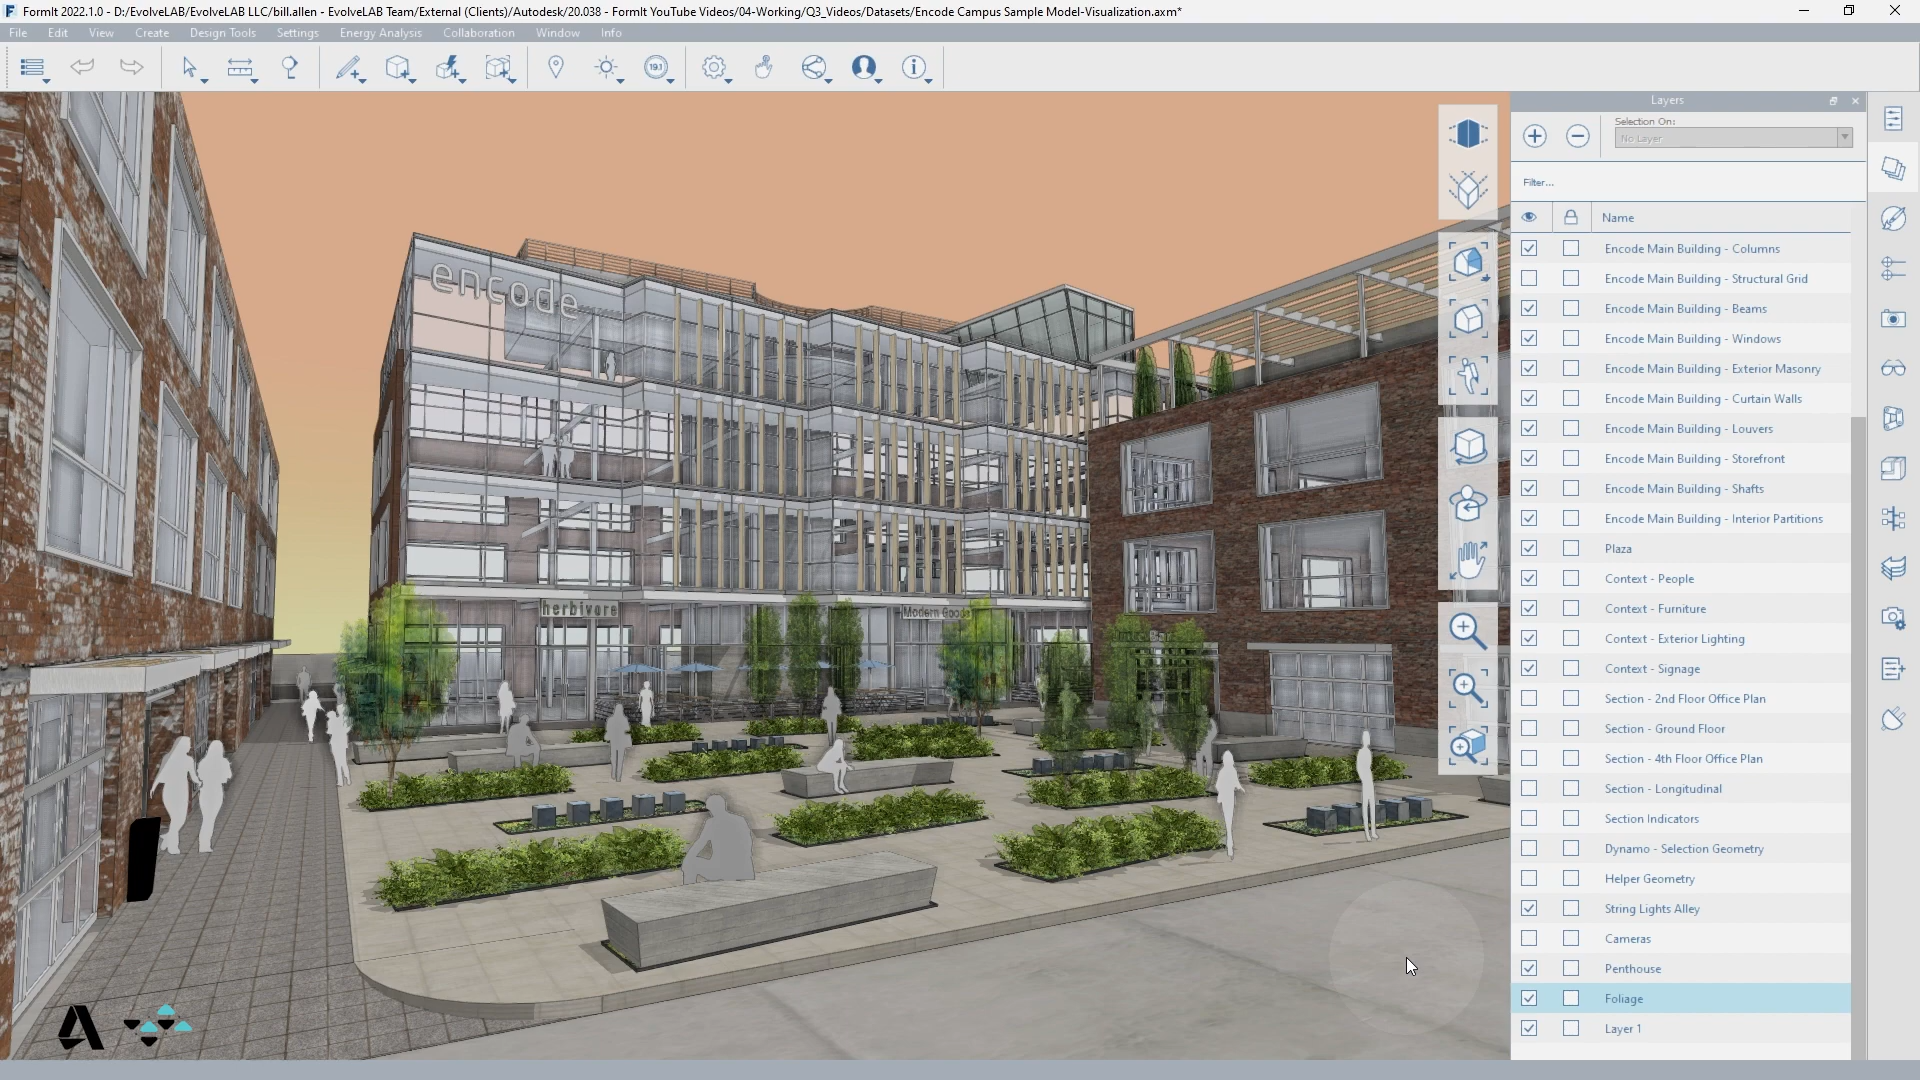 FormIt 2022.1.0 - D:/EvolveLAB/EvolveLAB LLC/bill.allen - EvolveLAB Team/External (Clients)/Autodesk/20.038 - FormIt YouTube Videos/04-Working/Q3_Videos/Datasets/Encode Campus Sample Model-Visualization.axm*
File Edit View Create Design Tools Settings Energy Analysis Collaboration Window Info
19.1
Layers
Selection On:
No Layer
Filter...
Name
Encode Main Building - Columns
Encode Main Building - Structural Grid
Encode Main Building - Beams
Encode Main Building - Windows
Encode Main Building - Exterior Masonry
Encode Main Building - Curtain Walls
Encode Main Building - Louvers
Encode Main Building - Storefront
Encode Main Building - Shafts
Encode Main Building - Interior Partitions
Plaza
Context - People
Context - Furniture
Context - Exterior Lighting
Context - Signage
Section - 2nd Floor Office Plan
Section - Ground Floor
Section - 4th Floor Office Plan
Section - Longitudinal
Section Indicators
Dynamo - Selection Geometry
Helper Geometry
String Lights Alley
Cameras
Penthouse
Foliage
Layer 1
encode
herbivore
Modern Goods